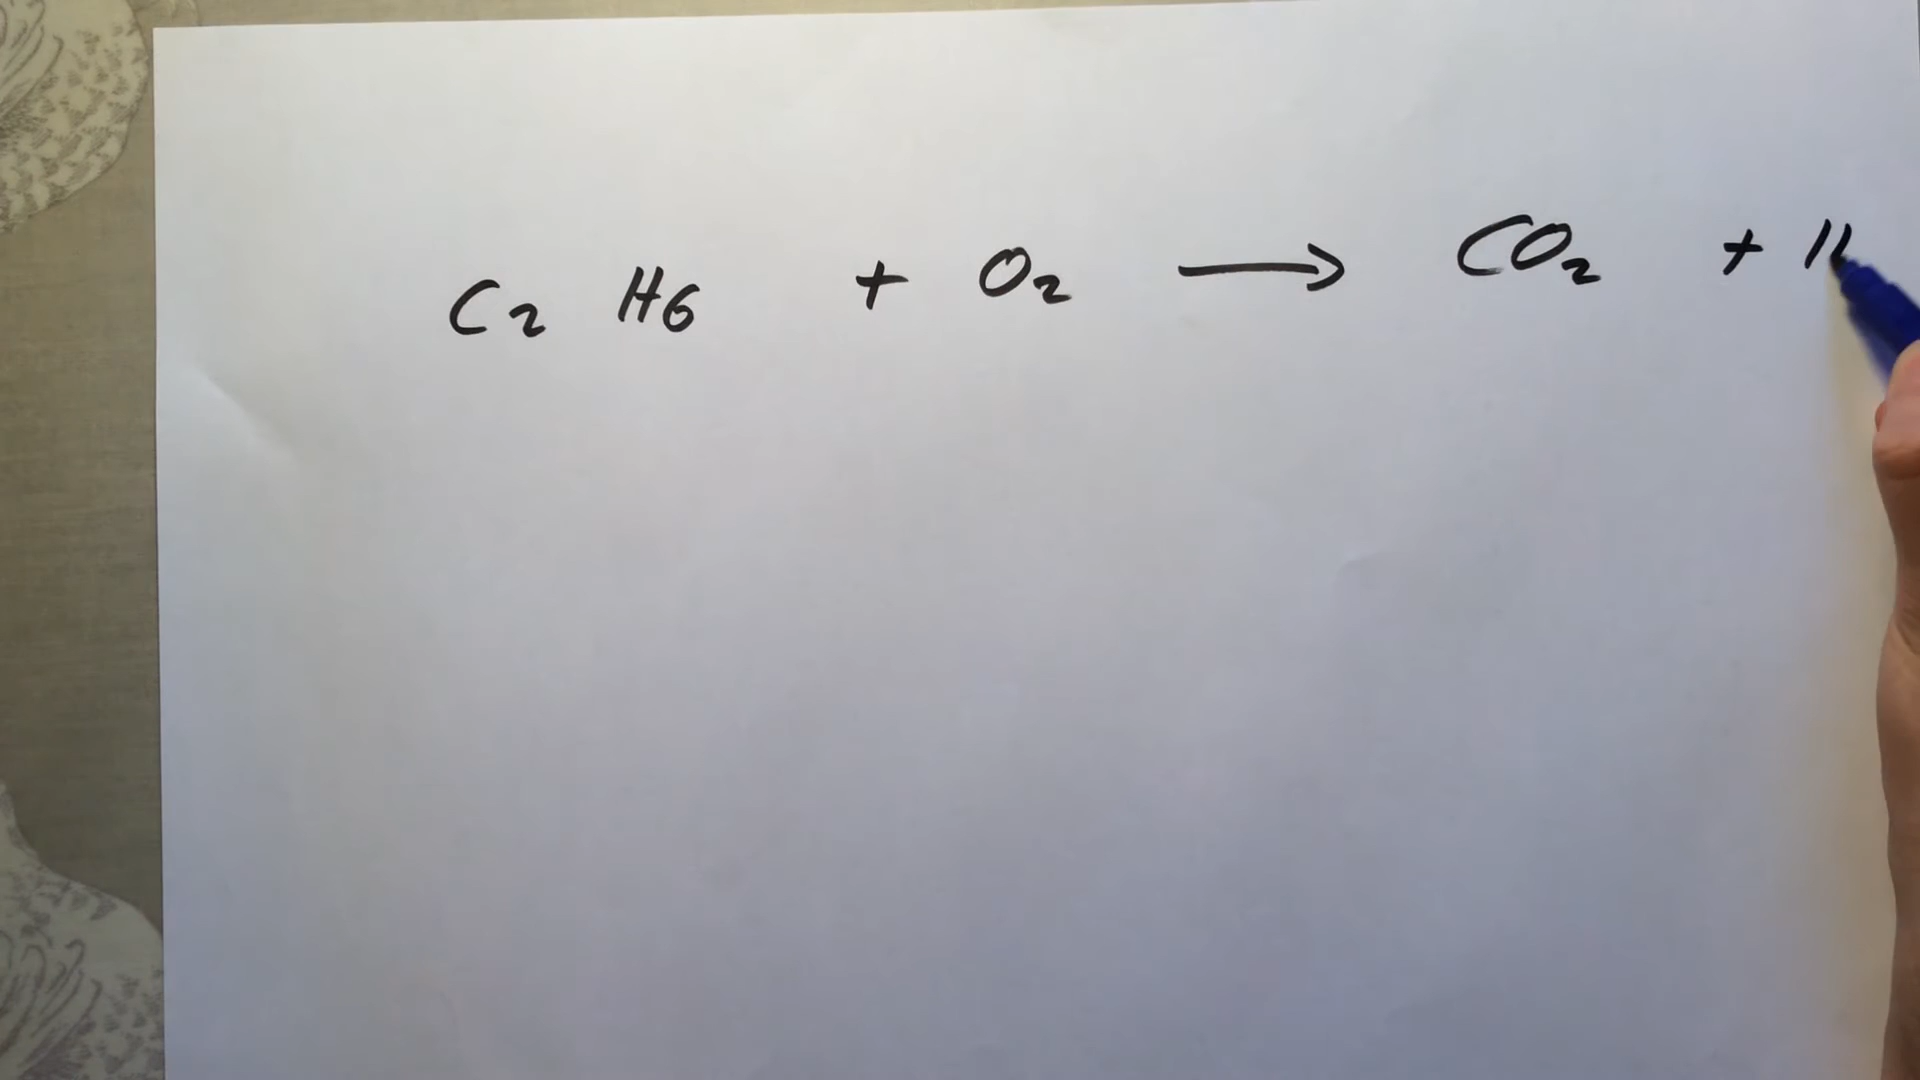 C2 H6 + O2 → CO2 +